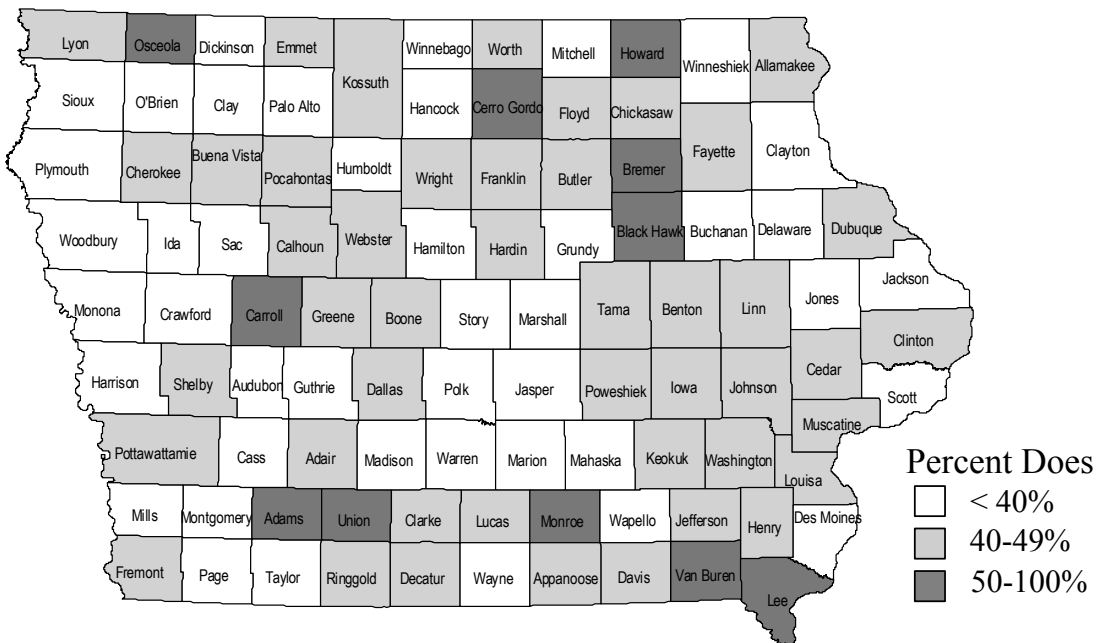 Lyon Osceola Dickinson Emmet Winnebago Worth Mitchell Howard Winneshiek Allamakee
Kossuth
Sioux O'Brien Clay Palo Alto Hancock Cerro Gordo Floyd Chickasaw
Plymouth Cherokee Buena Vista Pocahontas Humboldt Wright Franklin Butler Bremer Fayette Clayton
Woodbury Ida Sac Calhoun Webster Hamilton Hardin Grundy Black Hawk Buchanan Delaware Dubuque
Monona Crawford Carroll Greene Boone Story Marshall Tama Benton Linn Jones Jackson
Clinton
Harrison Shelby Audubon Guthrie Dallas Polk Jasper Poweshiek Iowa Johnson Cedar Scott
Muscatine
Pottawattamie Cass Adair Madison Warren Marion Mahaska Keokuk Washington
Louisa
Mills Montgomery Adams Union Clarke Lucas Monroe Wapello Jefferson Henry Des Moines
Fremont Page Taylor Ringgold Decatur Wayne Appanoose Davis Van Buren Lee
Percent Does
< 40%
40-49%
50-100%